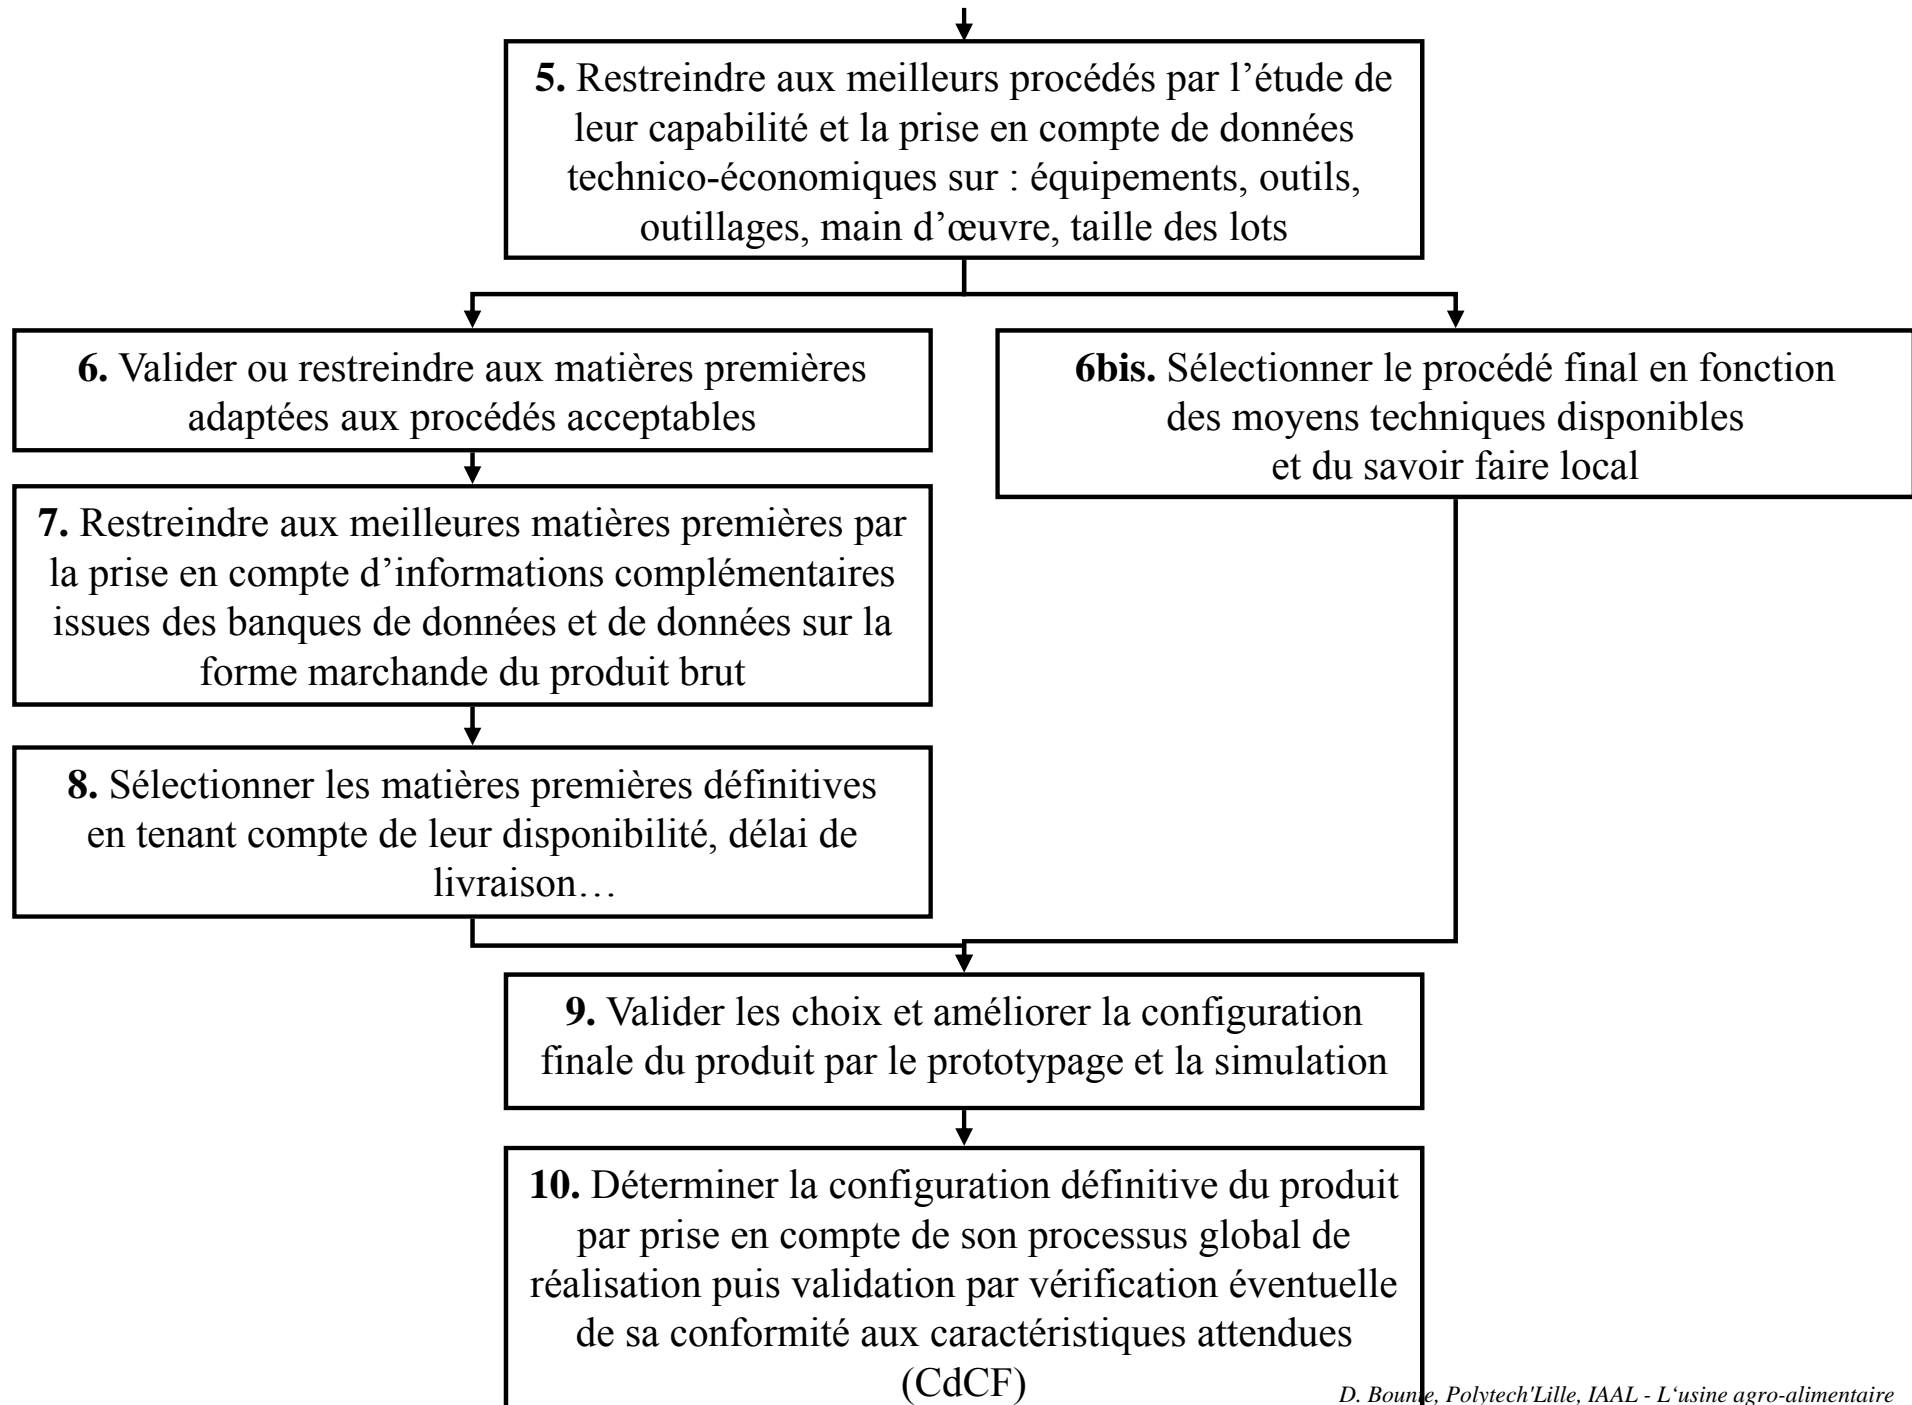 5. Restreindre aux meilleurs procédés par l’étude de
leur capabilité et la prise en compte de données
technico-économiques sur : équipements, outils,
outillages, main d’œuvre, taille des lots
6. Valider ou restreindre aux matières premières
adaptées aux procédés acceptables
6bis. Sélectionner le procédé final en fonction
des moyens techniques disponibles
et du savoir faire local
7. Restreindre aux meilleures matières premières par
la prise en compte d’informations complémentaires
issues des banques de données et de données sur la
forme marchande du produit brut
8. Sélectionner les matières premières définitives
en tenant compte de leur disponibilité, délai de
livraison…
9. Valider les choix et améliorer la configuration
finale du produit par le prototypage et la simulation
10. Déterminer la configuration définitive du produit
par prise en compte de son processus global de
réalisation puis validation par vérification éventuelle
de sa conformité aux caractéristiques attendues
(CdCF)
D. Bounie, Polytech'Lille, IAAL - L‘usine agro-alimentaire